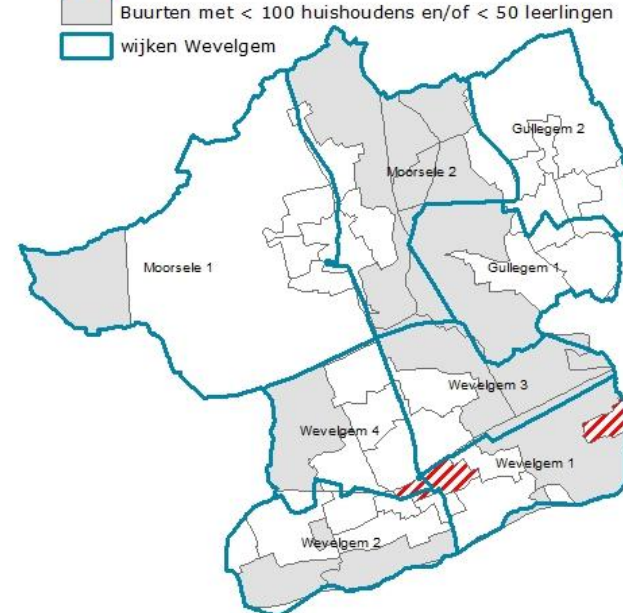 Buurten met < 100 huishoudens en/of < 50 leerlingen
wijken Wevelgem
Gullegem 2
Moorsele 2
Moorsele 1
Gullegem 1
Wevelgem 3
Wevelgem 4
Wevelgem 1
Wevelgem 2